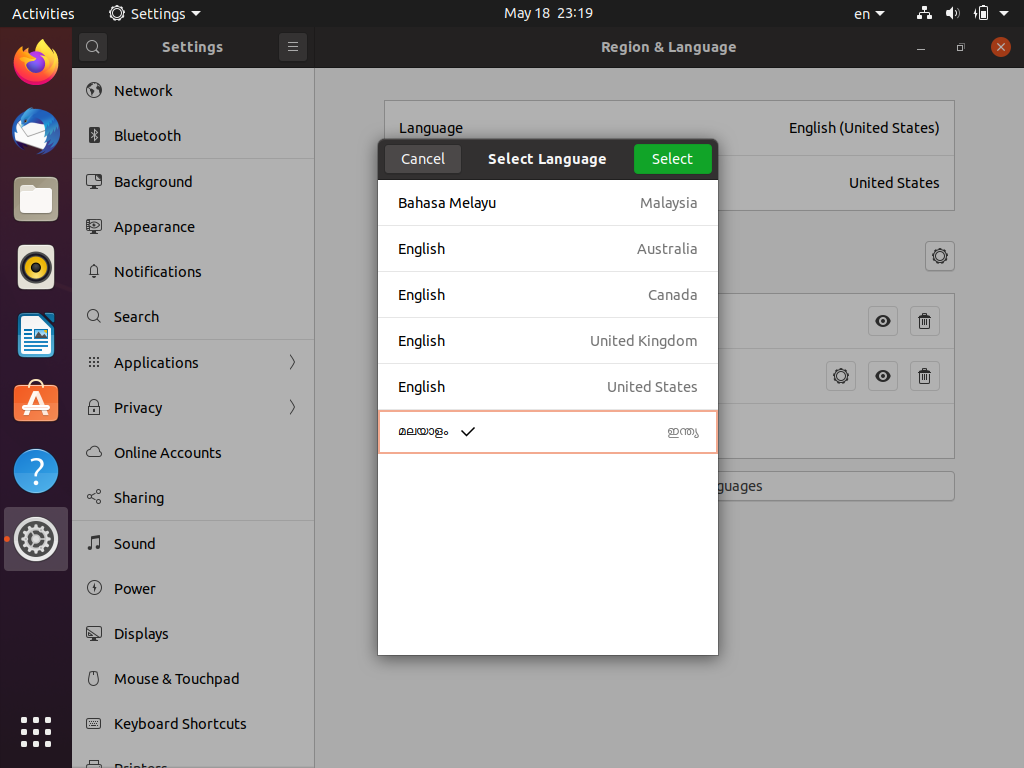 Activities Settings May 18 23:19 en
Settings Region & Language
Network
Bluetooth
Background
Appearance
Notifications
Search
Applications
Privacy
Online Accounts
Sharing
Sound
Power
Displays
Mouse & Touchpad
Keyboard Shortcuts
Printers
Language English (United States)
United States
Cancel Select Language Select
Bahasa Melayu Malaysia
English Australia
English Canada
English United Kingdom
English United States
മലയാളം ഇന്ത്യ